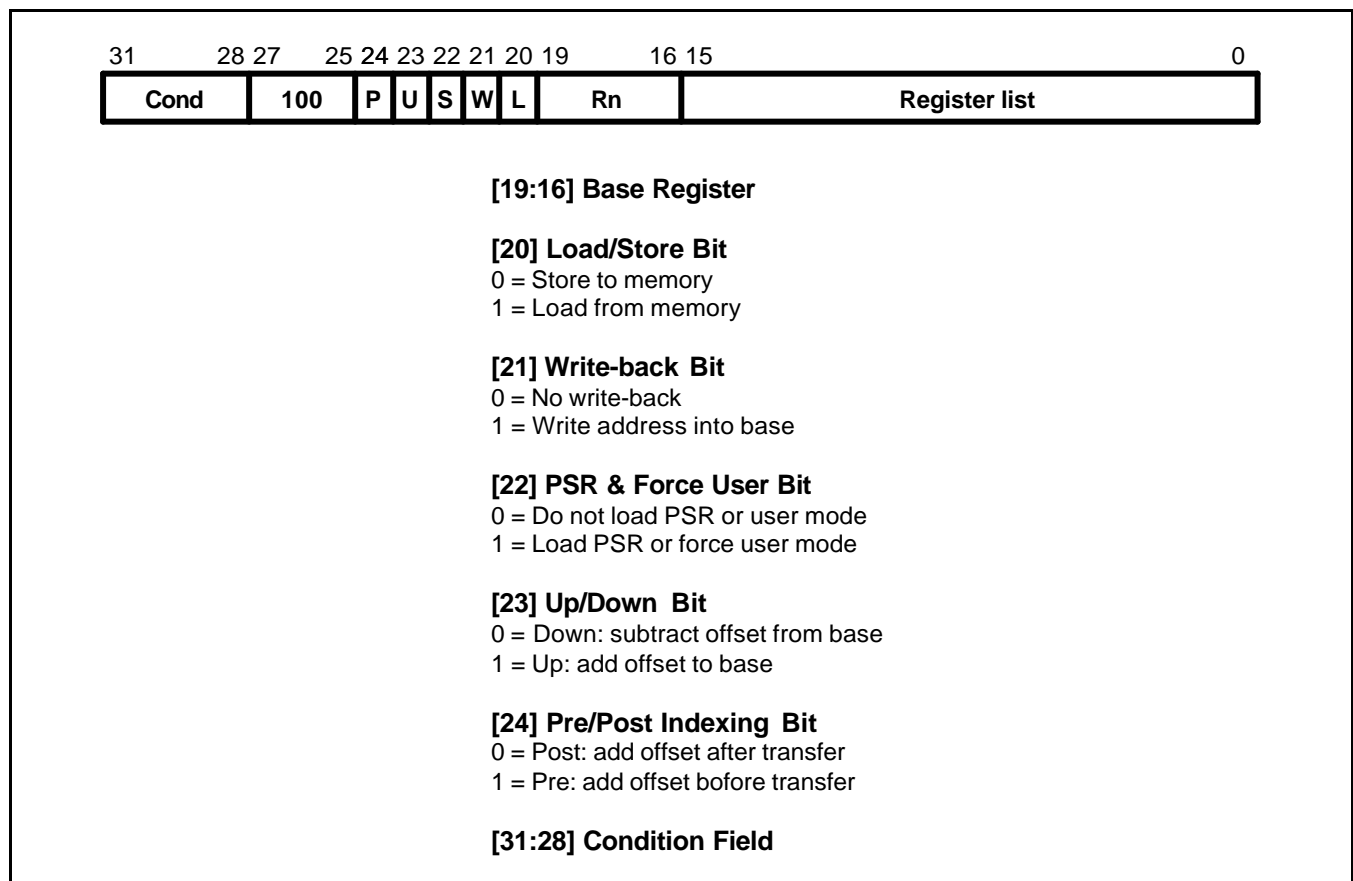 31 28 27 25 24 23 22 21 20 19 16 15 0
Cond 100 P U S W L Rn Register list
[19:16] Base Register
[20] Load/Store Bit
0 = Store to memory
1 = Load from memory
[21] Write-back Bit
0 = No write-back
1 = Write address into base
[22] PSR & Force User Bit
0 = Do not load PSR or user mode
1 = Load PSR or force user mode
[23] Up/Down Bit
0 = Down: subtract offset from base
1 = Up: add offset to base
[24] Pre/Post Indexing Bit
0 = Post: add offset after transfer
1 = Pre: add offset bofore transfer
[31:28] Condition Field